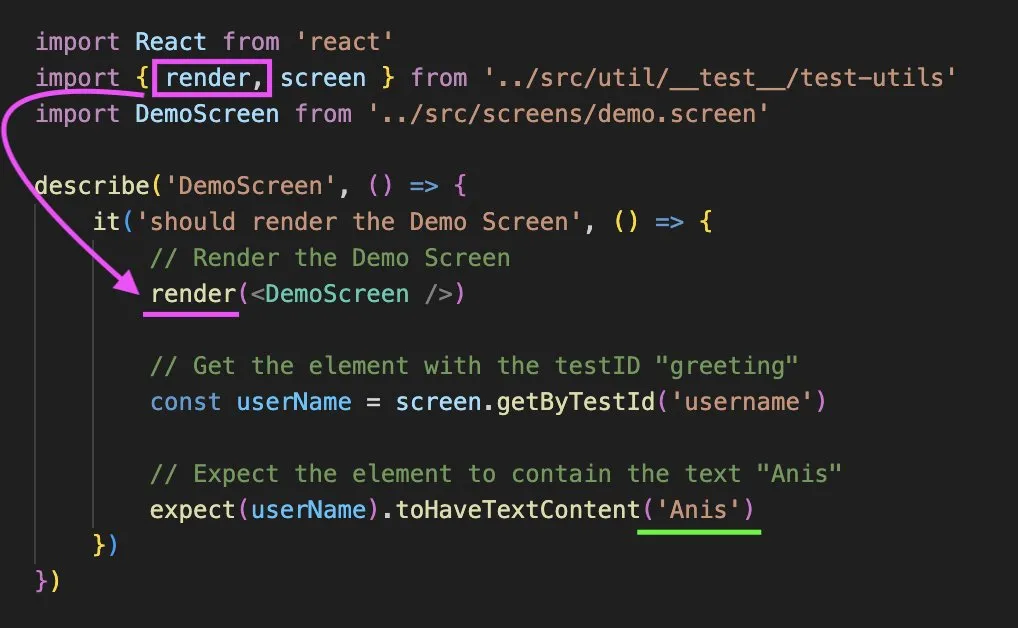 import React from 'react'
import { render, screen } from '../src/util/__test__/test-utils'
import DemoScreen from '../src/screens/demo.screen'
describe('DemoScreen', () => {
it('should render the Demo Screen', () => {
// Render the Demo Screen
render(<DemoScreen />)
// Get the element with the testID "greeting"
const userName = screen.getByTestId('username')
// Expect the element to contain the text "Anis"
expect(userName).toHaveTextContent('Anis')
})
})